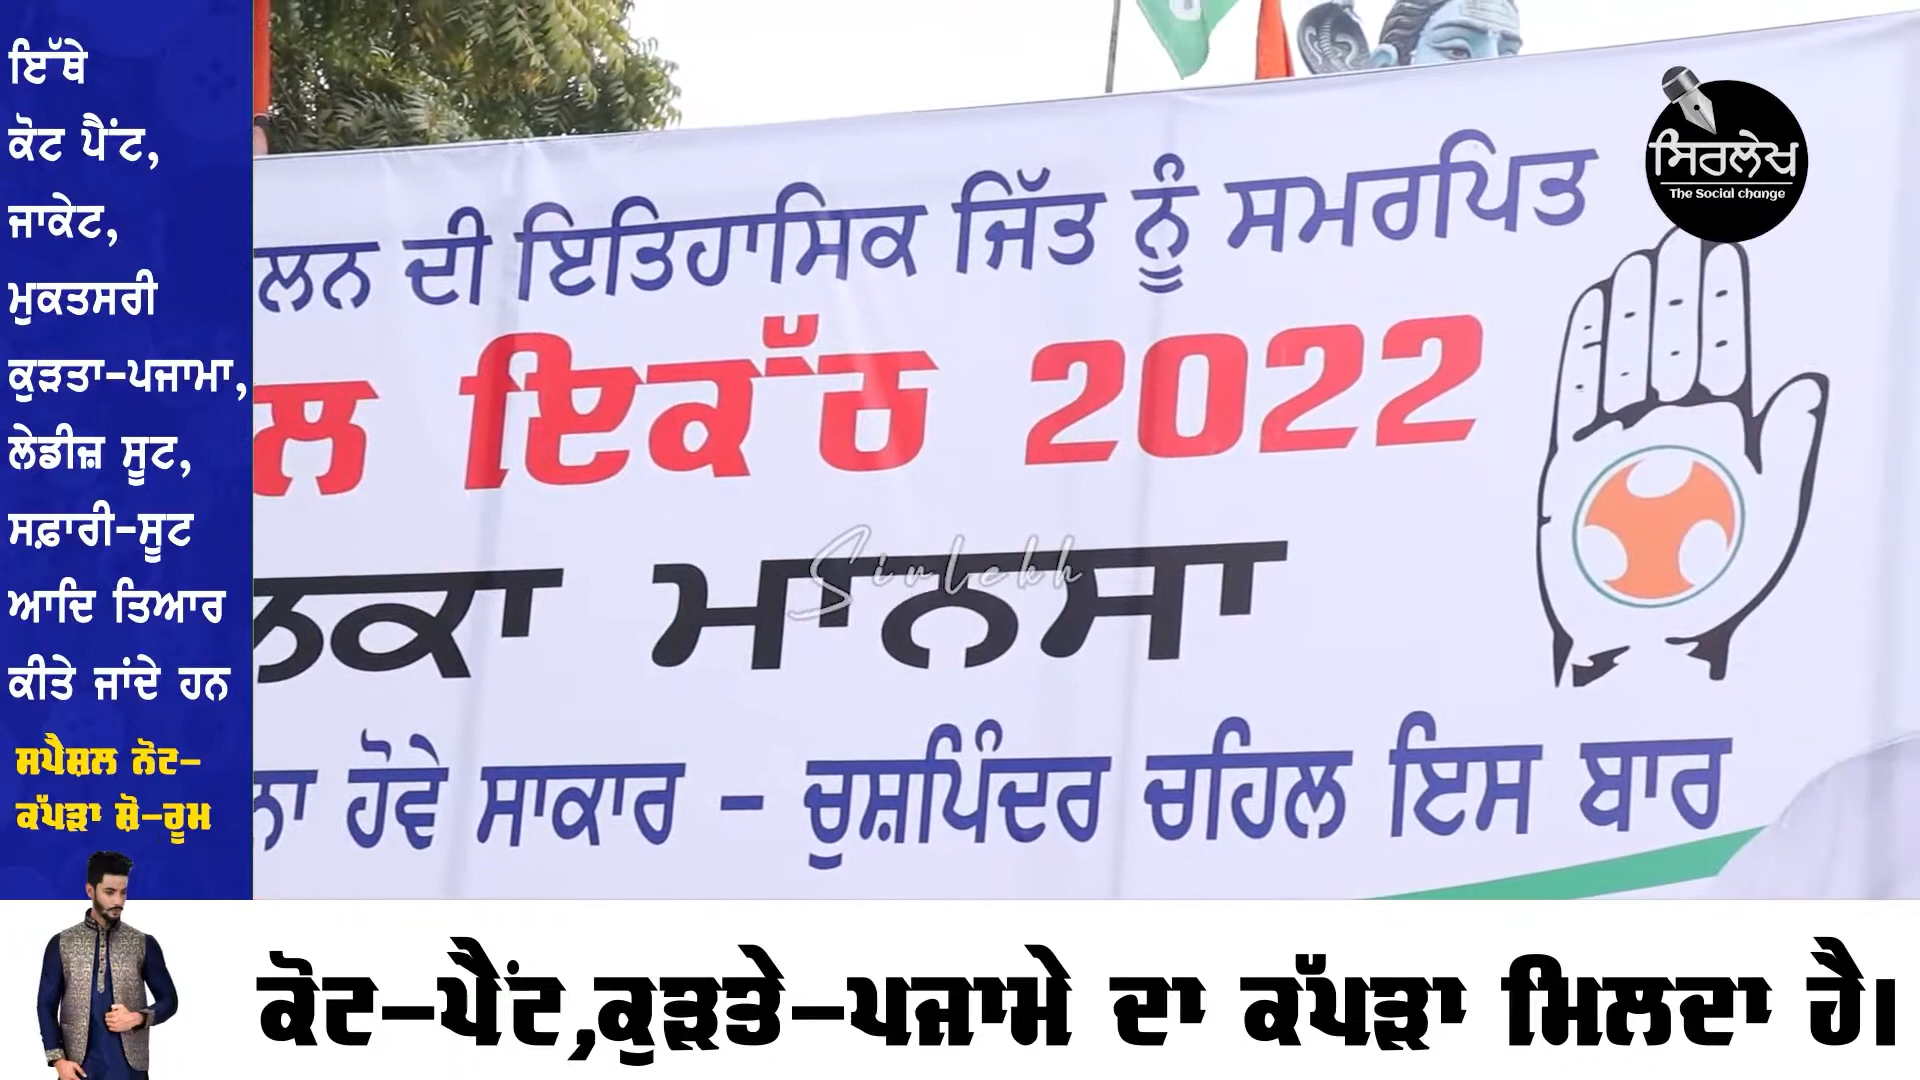 ਇੱਥੇ
ਕੋਟ ਪੈਂਟ,
ਜਾਕੇਟ,
ਮੁਕਤਸਰੀ
ਕੁੜਤਾ-ਪਜਾਮਾ,
ਲੇਡੀਜ਼ ਸੂਟ,
ਸਫ਼ਾਰੀ-ਸੂਟ
ਆਦਿ ਤਿਆਰ
ਕੀਤੇ ਜਾਂਦੇ ਹਨ
ਸਪੈਸ਼ਲ ਨੋਟ-
ਕੱਪੜਾ ਸ਼ੋ-ਰੂਮ
ਸਿਰਲੇਖ
The Social change
ਲਨ ਦੀ ਇਤਿਹਾਸਿਕ ਜਿੱਤ ਨੂੰ ਸਮਰਪਿਤ
ਲ ਇਕੱਠ 2022
ਲਕਾ ਮਾਨਸਾ
Sirlekh
ਨਾ ਹੋਵੇ ਸਾਕਾਰ - ਚੁਸ਼ਪਿੰਦਰ ਚਹਿਲ ਇਸ ਬਾਰ
ਕੋਟ-ਪੈਂਟ,ਕੁੜਤੇ-ਪਜਾਮੇ ਦਾ ਕੱਪੜਾ ਮਿਲਦਾ ਹੈ।